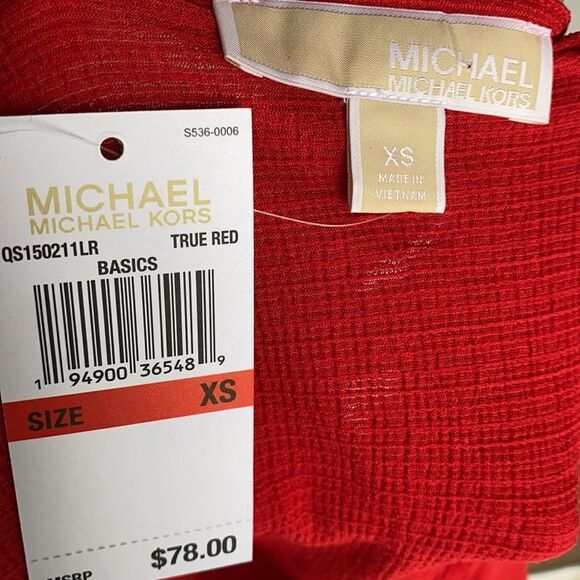 MICHAEL
MICHAEL KORS
XS
MADE IN
VIETNAM
S536-0006
MICHAEL
MICHAEL KORS
QS150211LR TRUE RED
BASICS
1 94900 36548 9
SIZE XS
MSRP $78.00